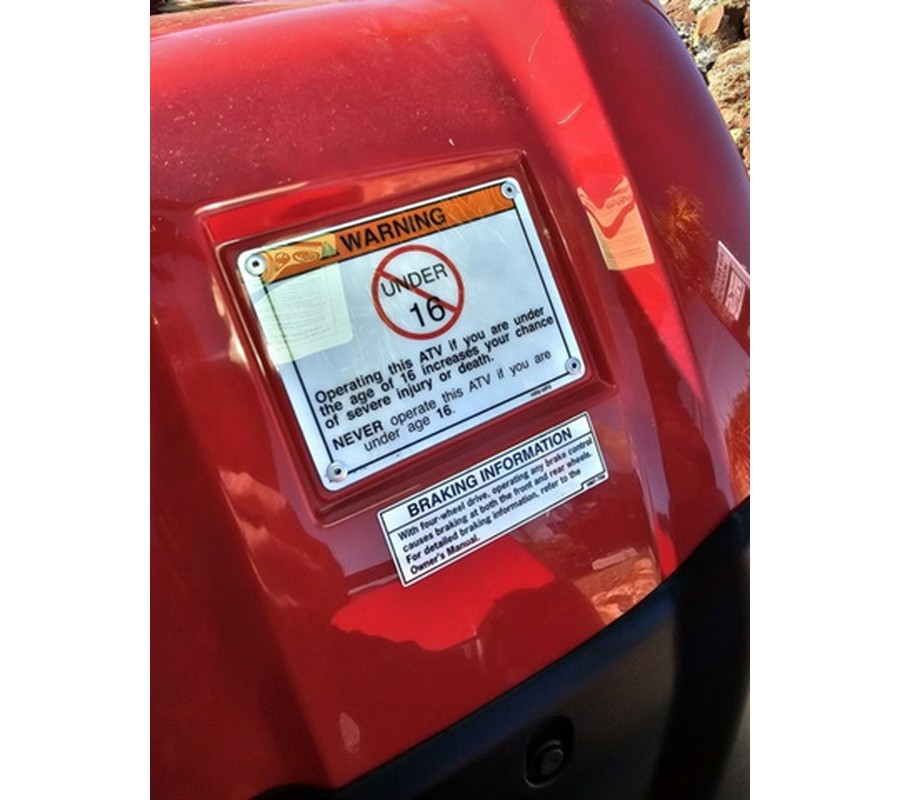 WARNING
UNDER
16
Operating this ATV if you are under
the age of 16 increases your chance
of severe injury or death.
NEVER operate this ATV if you are
under age 16.
BRAKING INFORMATION
With four-wheel drive, operating any brake control
causes braking at both the front and rear wheels.
For detailed braking information, refer to the
Owner's Manual.